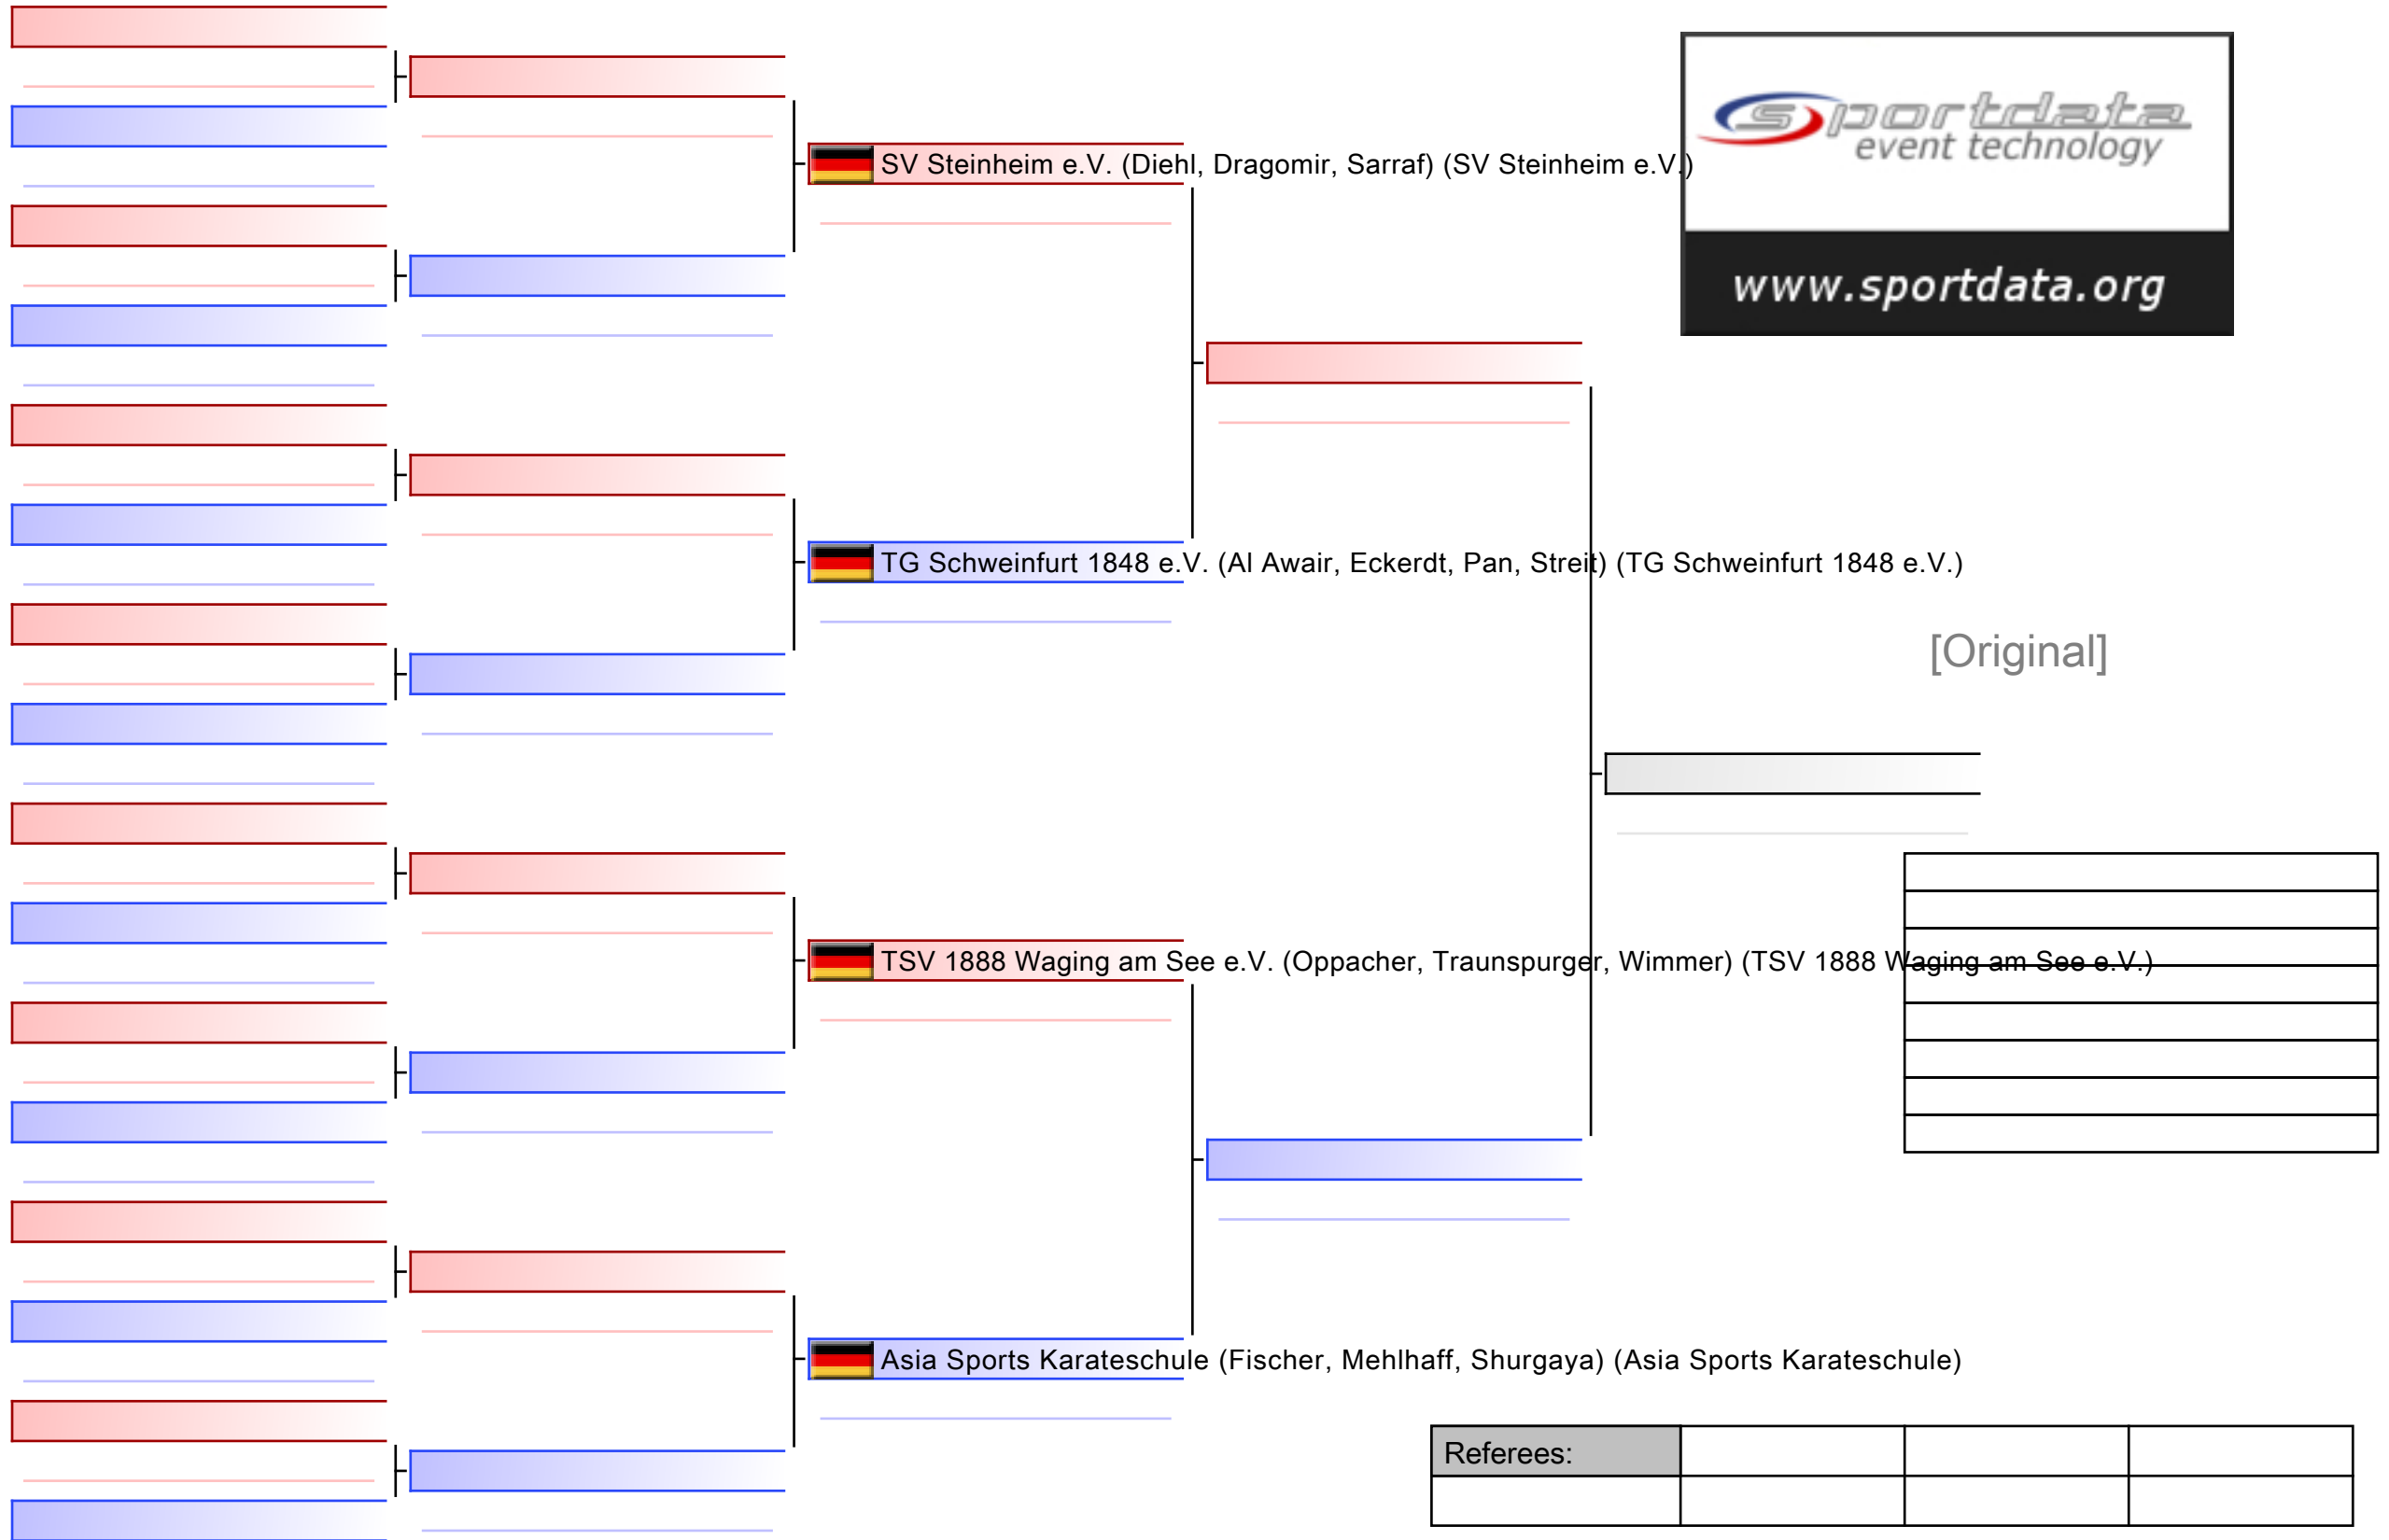 sportdata
event technology
www.sportdata.org
SV Steinheim e.V. (Diehl, Dragomir, Sarraf) (SV Steinheim e.V.)
TG Schweinfurt 1848 e.V. (Al Awair, Eckerdt, Pan, Streit) (TG Schweinfurt 1848 e.V.)
[Original]
TSV 1888 Waging am See e.V. (Oppacher, Traunspurger, Wimmer) (TSV 1888 Waging am See e.V.)
Asia Sports Karateschule (Fischer, Mehlhaff, Shurgaya) (Asia Sports Karateschule)
Referees: